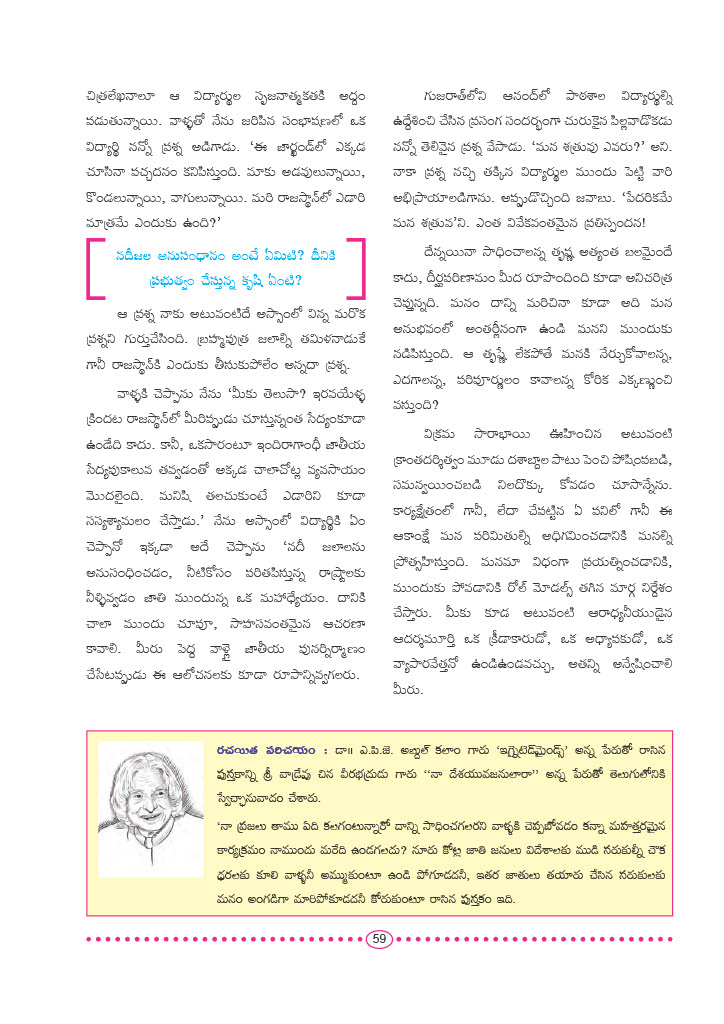 చిత్రలేఖనాలూ ఆ విద్యార్థుల సృజనాత్మకతకి అద్దం
పడుతున్నాయి. వాళ్ళతో నేను జరిపిన సంభాషణలో ఒక
విద్యార్థి నన్నో ప్రశ్న అడిగాడు. ‘ఈ జార్ఖండ్‌లో ఎక్కడ
చూసినా పచ్చదనం కనిపిస్తుంది. మాకు అడవులున్నాయి,
కొండలున్నాయి, వాగులున్నాయి. మరి రాజస్థాన్‌లో ఎడారి
మాత్రమే ఎందుకు ఉంది?’
నదీజల అనుసంధానం అంటే ఏమిటి? దీనికి
ప్రభుత్వం చేస్తున్న కృషి ఏంటి?
ఆ ప్రశ్న నాకు అటువంటిదే అస్సాంలో విన్న మరొక
ప్రశ్నని గుర్తుచేసింది. బ్రహ్మపుత్ర జలాల్ని తమిళనాడుకే
గానీ రాజస్థాన్‌కి ఎందుకు తీసుకుపోలేం అన్నదా ప్రశ్న.
వాళ్ళకి చెప్పాను నేను ‘మీకు తెలుసా? ఇరవయ్యేళ్ళ
క్రిందట రాజస్థాన్‌లో మీరిప్పుడు చూస్తున్నంత సేద్యంకూడా
ఉండేది కాదు. కానీ, ఒకసారంటూ ఇందిరాగాంధీ జాతీయ
సేద్యపుకాలువ తవ్వడంతో అక్కడ చాలాచోట్ల వ్యవసాయం
మొదలైంది. మనిషి తలచుకుంటే ఎడారిని కూడా
సస్యశ్యామలం చేస్తాడు.’ నేను అస్సాంలో విద్యార్థికి ఏం
చెప్పానో ఇక్కడా అదే చెప్పాను ‘నదీ జలాలను
అనుసంధించడం, నీటికోసం పరితపిస్తున్న రాష్ట్రాలకు
నీళ్ళివ్వడం జాతి ముందున్న ఒక మహాధ్యేయం. దానికి
చాలా ముందు చూపూ, సాహసవంతమైన ఆచరణా
కావాలి. మీరు పెద్ద వాళ్లై జాతీయ పునర్నిర్మాణం
చేసేటప్పుడు ఈ ఆలోచనలకు కూడా రూపాన్నివ్వగలరు.
గుజరాత్‌లోని ఆనంద్‌లో పాఠశాల విద్యార్థుల్ని
ఉద్దేశించి చేసిన ప్రసంగ సందర్భంగా చురుకైన పిల్లవాడొకడు
నన్నో తెలివైన ప్రశ్న వేసాడు. ‘మన శత్రువు ఎవరు?’ అని.
నాకా ప్రశ్న నచ్చి తక్కిన విద్యార్థుల ముందు పెట్టి వారి
అభిప్రాయాలడిగాను. అప్పుడొచ్చింది జవాబు. ‘పేదరికమే
మన శత్రువ’ని. ఎంత వివేకవంతమైన ప్రతిస్పందన!
దేన్నయినా సాధించాలన్న తృష్ణ అత్యంత బలమైందే
కాదు, దీర్ఘపరిణామం మీద రూపొందింది కూడా అనిచరిత్ర
చెప్తున్నది. మనం దాన్ని మరిచినా కూడా అది మన
అనుభవంలో అంతర్లీనంగా ఉండి మనని ముందుకు
నడిపిస్తుంది. ఆ తృష్ణే లేకపోతే మనకి నేర్చుకోవాలన్న,
ఎదగాలన్న, పరిపూర్ణులం కావాలన్న కోరిక ఎక్కణ్ణుంచి
వస్తుంది?
విక్రమ సారాభాయి ఊహించిన అటువంటి
క్రాంతదర్శిత్వం మూడు దశాబ్దాల పాటు పెంచి పోషింపబడి,
సమన్వయించబడి నిలదొక్కు కోవడం చూసాన్నేను.
కార్యక్షేత్రంలో గానీ, లేదా చేపట్టిన ఏ పనిలో గానీ ఈ
ఆకాంక్షే మన పరిమితుల్ని అధిగమించడానికి మనల్ని
ప్రోత్సహిస్తుంది. మనమా విధంగా ప్రయత్నించడానికి,
ముందుకు పోవడానికి రోల్ మోడల్స్ తగిన మార్గ నిర్దేశం
చేస్తారు. మీకు కూడ అటువంటి ఆరాధ్యనీయుడైన
ఆదర్శమూర్తి ఒక క్రీడాకారుడో, ఒక అధ్యాపకుడో, ఒక
వ్యాపారవేత్తనో ఉండిఉండవచ్చు, అతన్ని అన్వేషించాలి
మీరు.
రచయిత పరిచయం : డా॥ ఎ.పి.జె. అబ్దుల్ కలాం గారు ‘ఇగ్నైటెడ్‌మైండ్స్’ అన్న పేరుతో రాసిన
పుస్తకాన్ని శ్రీ వాడ్రేవు చిన వీరభద్రుడు గారు “నా దేశయువజనులారా” అన్న పేరుతో తెలుగులోనికి
స్వేచ్ఛానువాదం చేశారు.
‘నా ప్రజలు తాము ఏది కలగంటున్నారో దాన్ని సాధించగలరని వాళ్ళకి చెప్పబోవడం కన్నా మహత్తరమైన
కార్యక్రమం నాముందు మరేది ఉండగలదు? నూరు కోట్ల జాతి జనులు విదేశాలకు ముడి సరుకుల్నీ చౌక
ధరలకు కూలి వాళ్ళనీ అమ్ముకుంటూ ఉండి పోగూడదనీ, ఇతర జాతులు తయారు చేసిన సరుకులకు
మనం అంగడిగా మారిపోకూడదనీ కోరుకుంటూ రాసిన పుస్తకం ఇది.
59